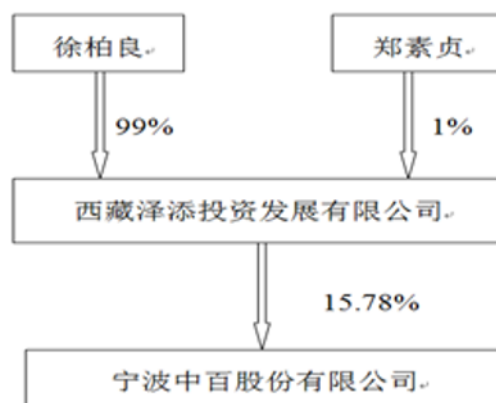 徐柏良
郑素贞
99%
1%
西藏泽添投资发展有限公司
15.78%
宁波中百股份有限公司